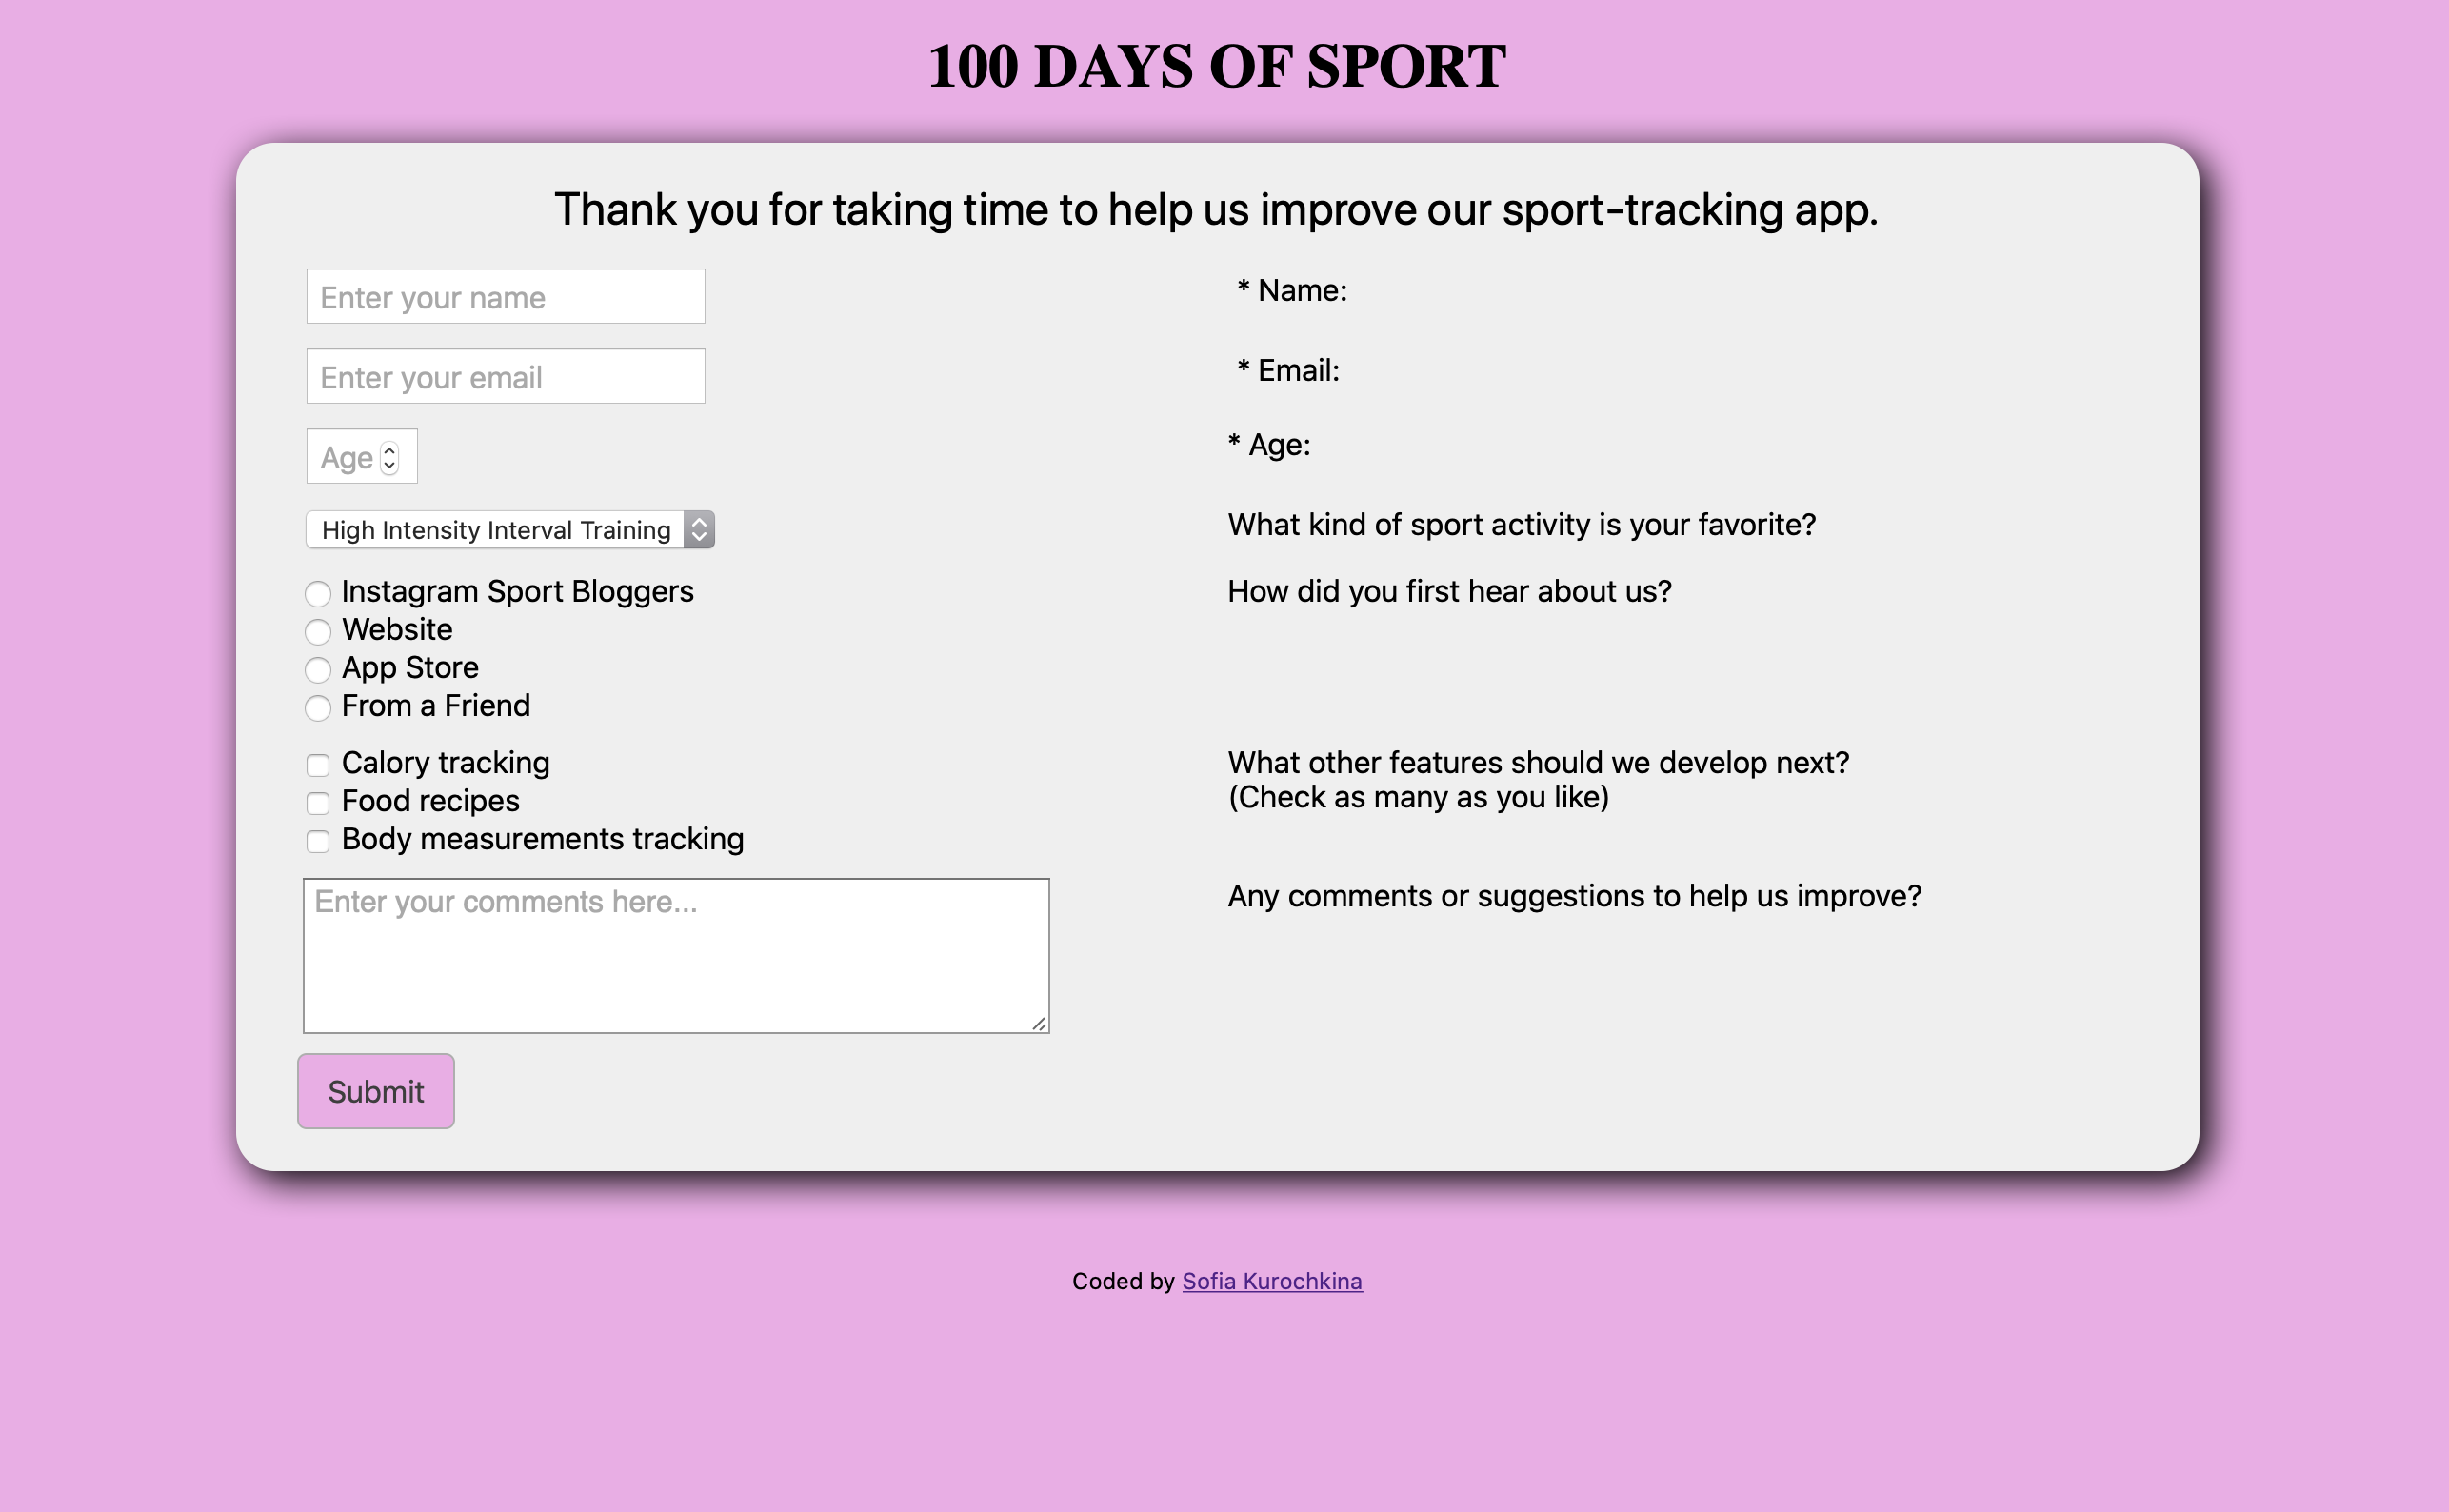 100 DAYS OF SPORT
Thank you for taking time to help us improve our sport-tracking app.
Enter your name
* Name:
Enter your email
* Email:
Age
* Age:
High Intensity Interval Training
What kind of sport activity is your favorite?
Instagram Sport Bloggers
How did you first hear about us?
Website
App Store
From a Friend
Calory tracking
What other features should we develop next?
Food recipes
(Check as many as you like)
Body measurements tracking
Enter your comments here...
Any comments or suggestions to help us improve?
Submit
Coded by Sofia Kurochkina